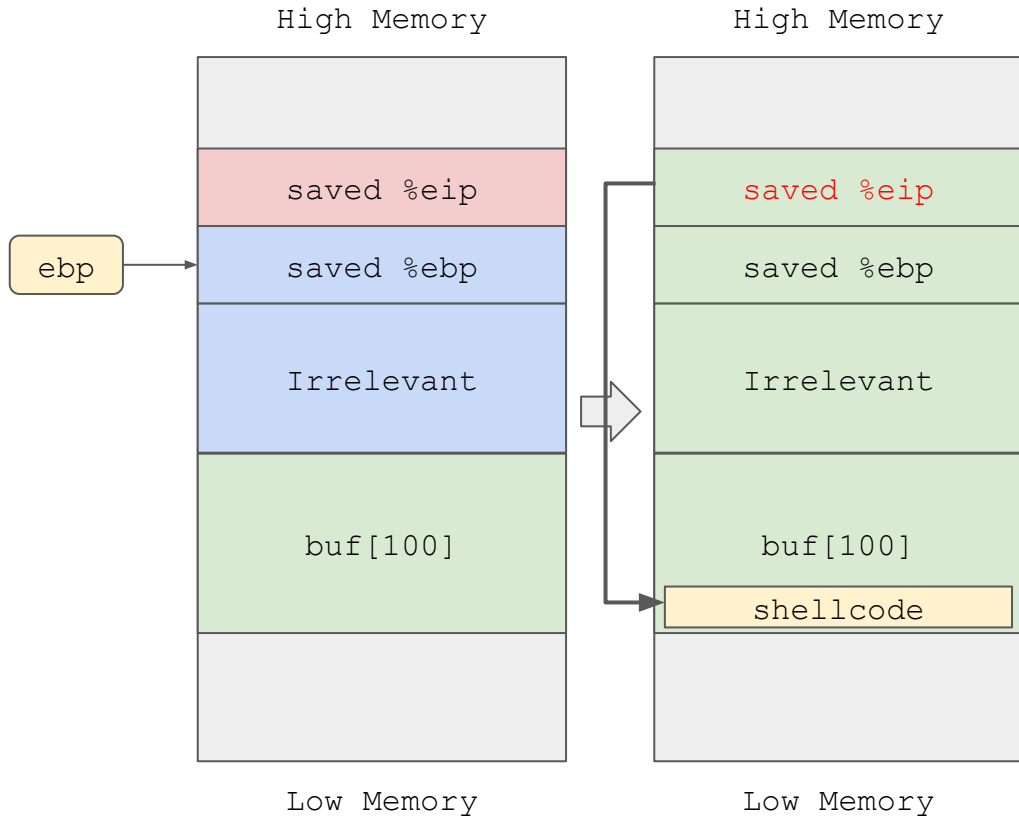 High Memory
saved %eip
ebp
saved %ebp
Irrelevant
buf[100]
Low Memory
High Memory
saved %eip
saved %ebp
Irrelevant
buf[100]
shellcode
Low Memory